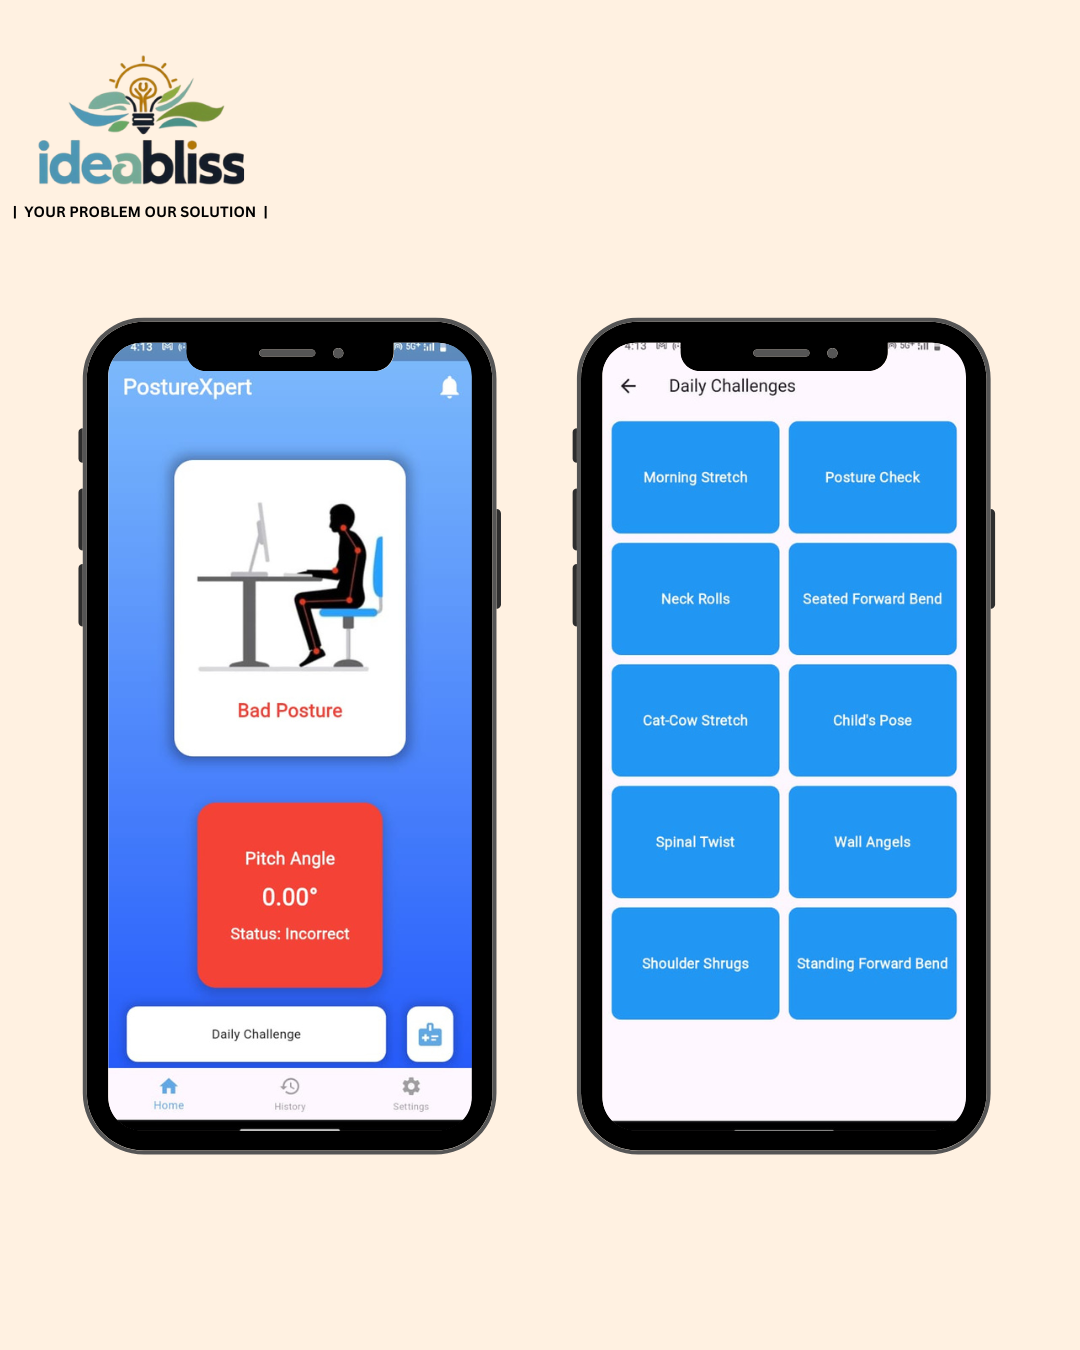 ideabliss
| YOUR PROBLEM OUR SOLUTION |
4:13
5G+
PostureXpert
Bad Posture
Pitch Angle
0.00°
Status: Incorrect
Daily Challenge
Home
History
Settings
4:13
5G+
Daily Challenges
Morning Stretch
Posture Check
Neck Rolls
Seated Forward Bend
Cat-Cow Stretch
Child's Pose
Spinal Twist
Wall Angels
Shoulder Shrugs
Standing Forward Bend